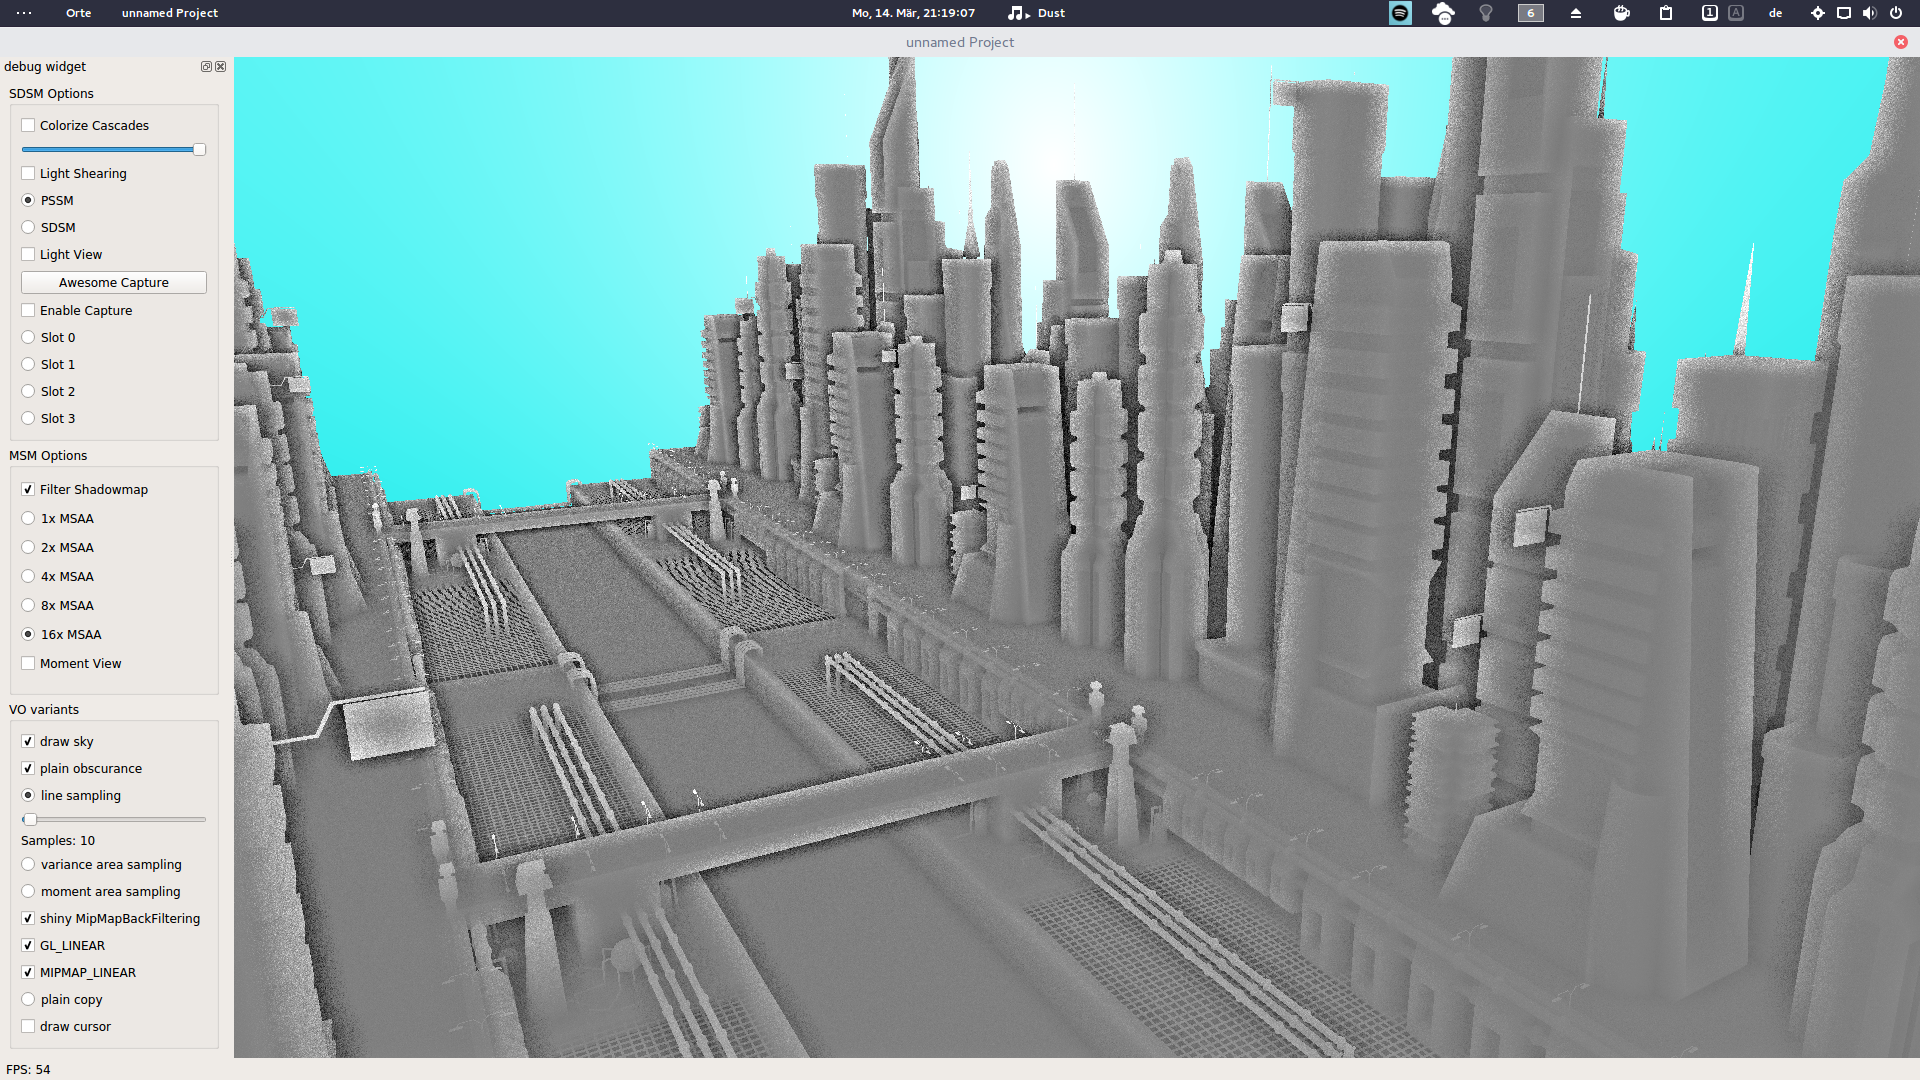 Orte
unnamed Project
Mo, 14. Mär, 21:19:07
Dust
6
1
A
de
unnamed Project
debug widget
SDSM Options
Colorize Cascades
Light Shearing
PSSM
SDSM
Light View
Awesome Capture
Enable Capture
Slot 0
Slot 1
Slot 2
Slot 3
MSM Options
Filter Shadowmap
1x MSAA
2x MSAA
4x MSAA
8x MSAA
16x MSAA
Moment View
VO variants
draw sky
plain obscurance
line sampling
Samples: 10
variance area sampling
moment area sampling
shiny MipMapBackFiltering
GL_LINEAR
MIPMAP_LINEAR
plain copy
draw cursor
FPS: 54